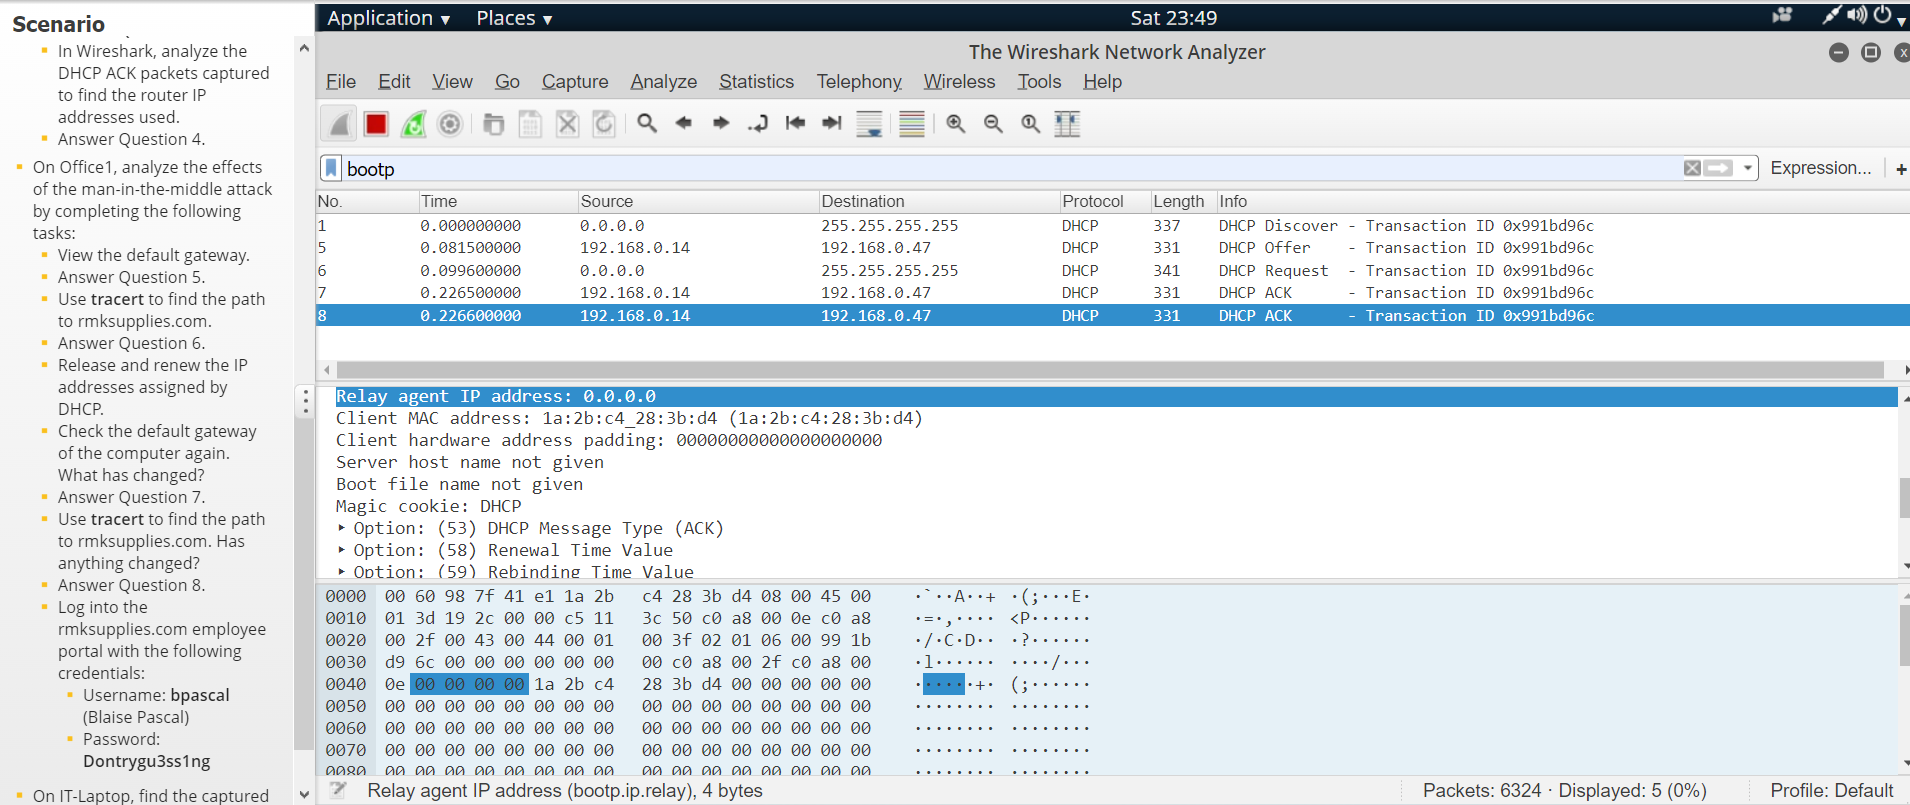 Scenario
In Wireshark, analyze the
DHCP ACK packets captured
to find the router IP
addresses used.
Answer Question 4.
On Office1, analyze the effects
of the man-in-the-middle attack
by completing the following
tasks:
View the default gateway.
Answer Question 5.
Use tracert to find the path
to rmksupplies.com.
Answer Question 6.
Release and renew the IP
addresses assigned by
DHCP.
Check the default gateway
of the computer again.
What has changed?
Answer Question 7.
Use tracert to find the path
to rmksupplies.com. Has
anything changed?
Answer Question 8.
Log into the
rmksupplies.com employee
portal with the following
credentials:
Username: bpascal
(Blaise Pascal)
Password:
Dontrygu3ss1ng
On IT-Laptop, find the captured
Application ▾ Places ▾ Sat 23:49
The Wireshark Network Analyzer
File Edit View Go Capture Analyze Statistics Telephony Wireless Tools Help
bootp Expression... +
No. Time Source Destination Protocol Length Info
1 0.000000000 0.0.0.0 255.255.255.255 DHCP 337 DHCP Discover - Transaction ID 0x991bd96c
5 0.081500000 192.168.0.14 192.168.0.47 DHCP 331 DHCP Offer - Transaction ID 0x991bd96c
6 0.099600000 0.0.0.0 255.255.255.255 DHCP 341 DHCP Request - Transaction ID 0x991bd96c
7 0.226500000 192.168.0.14 192.168.0.47 DHCP 331 DHCP ACK - Transaction ID 0x991bd96c
8 0.226600000 192.168.0.14 192.168.0.47 DHCP 331 DHCP ACK - Transaction ID 0x991bd96c
Relay agent IP address: 0.0.0.0
Client MAC address: 1a:2b:c4_28:3b:d4 (1a:2b:c4:28:3b:d4)
Client hardware address padding: 00000000000000000000
Server host name not given
Boot file name not given
Magic cookie: DHCP
Option: (53) DHCP Message Type (ACK)
Option: (58) Renewal Time Value
Option: (59) Rebinding Time Value
0000 00 60 98 7f 41 e1 1a 2b c4 28 3b d4 08 00 45 00 ·`··A··+ ·(;···E·
0010 01 3d 19 2c 00 00 c5 11 3c 50 c0 a8 00 0e c0 a8 ·=·,···· <P······
0020 00 2f 00 43 00 44 00 01 00 3f 02 01 06 00 99 1b ·/·C·D·· ·?······
0030 d9 6c 00 00 00 00 00 00 00 c0 a8 00 2f c0 a8 00 ·l······ ····/···
0040 0e 00 00 00 00 1a 2b c4 28 3b d4 00 00 00 00 00 ······+· (;······
0050 00 00 00 00 00 00 00 00 00 00 00 00 00 00 00 00 ········ ········
0060 00 00 00 00 00 00 00 00 00 00 00 00 00 00 00 00 ········ ········
0070 00 00 00 00 00 00 00 00 00 00 00 00 00 00 00 00 ········ ········
0080 00 00 00 00 00 00 00 00 00 00 00 00 00 00 00 00 ········ ········
Relay agent IP address (bootp.ip.relay), 4 bytes Packets: 6324 · Displayed: 5 (0%) Profile: Default